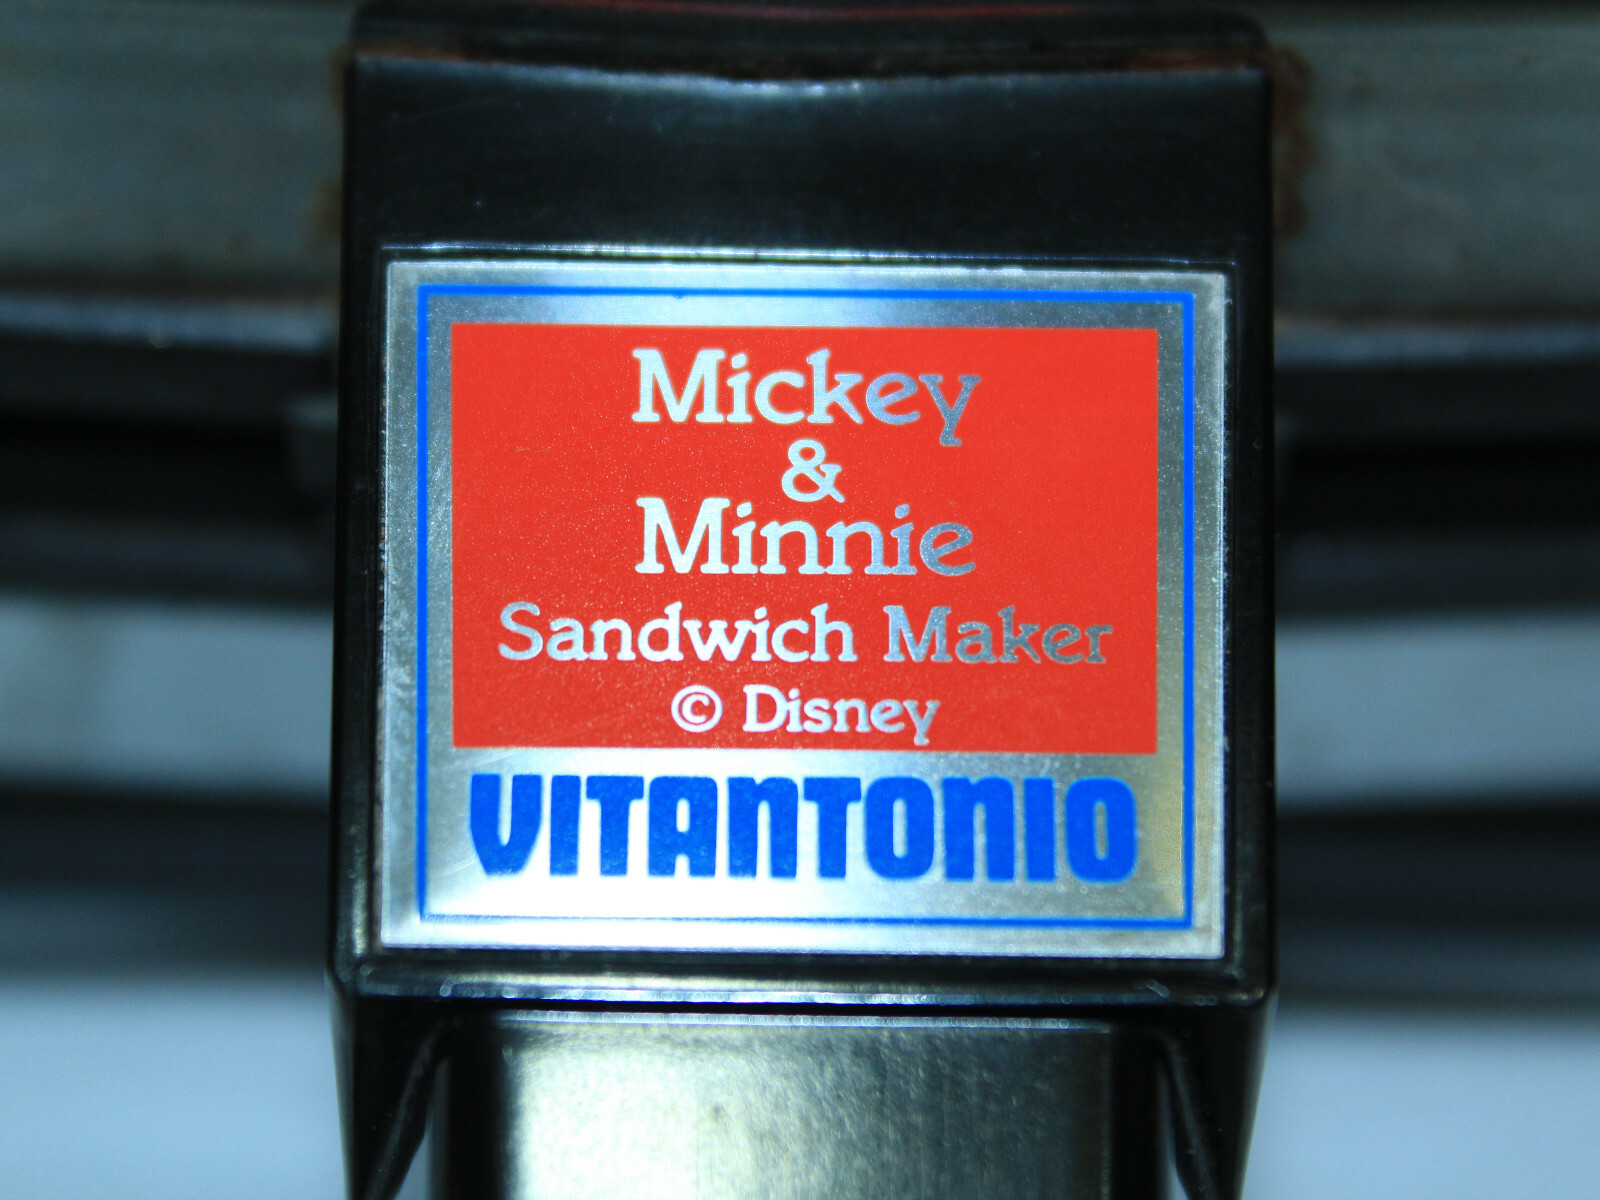 Mickey
&
Minnie
Sandwich Maker
© Disney
VITANTONIO